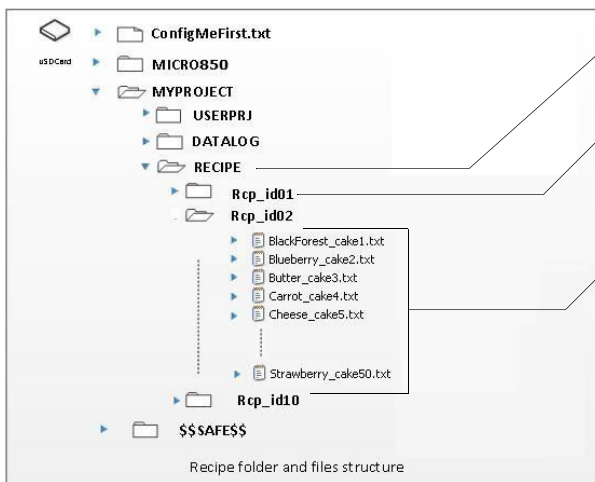 ConfigMeFirst.txt
uSDCard
MICRO850
MYPROJECT
USERPRJ
DATALOG
RECIPE
Rcp_id01
Rcp_id02
BlackForest_cake1.txt
Blueberry_cake2.txt
Butter_cake3.txt
Carrot_cake4.txt
Cheese_cake5.txt
Strawberry_cake50.txt
Rcp_id10
$$SAFE$$
Recipe folder and files structure